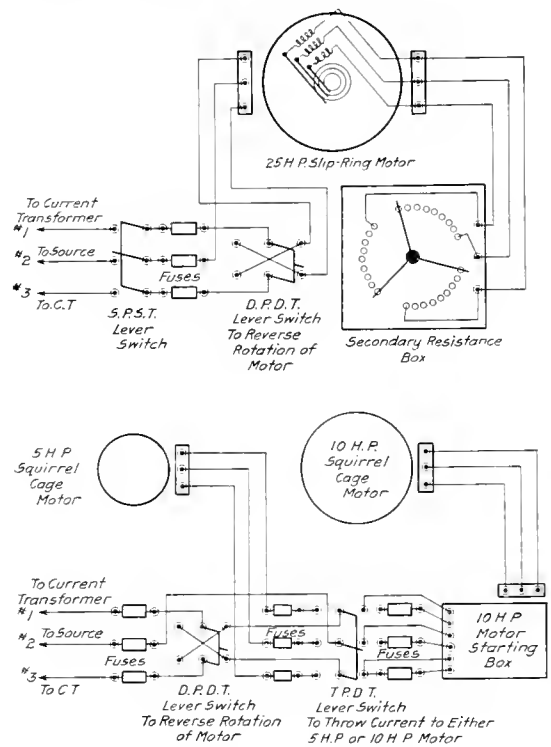 25 H.P. Slip-Ring Motor
To Current
Transformer
#1
#2 To Source
#3
To C.T
Fuses
S.P.S.T.
Lever
Switch
D.P.D.T.
Lever Switch
To Reverse
Rotation of
Motor
Secondary Resistance
Box
5 H P
Squirrel
Cage
Motor
10 H.P.
Squirrel
Cage
Motor
To Current
Transformer
#1
#2 To Source
#3
To C T
Fuses
D.P.D.T.
Lever Switch
To Reverse Rotation
of Motor
Fuses
T.P.D.T.
Lever Switch
To Throw Current to Either
5 H.P. or 10 H P Motor
Fuses
10 H P
Motor
Starting
Box